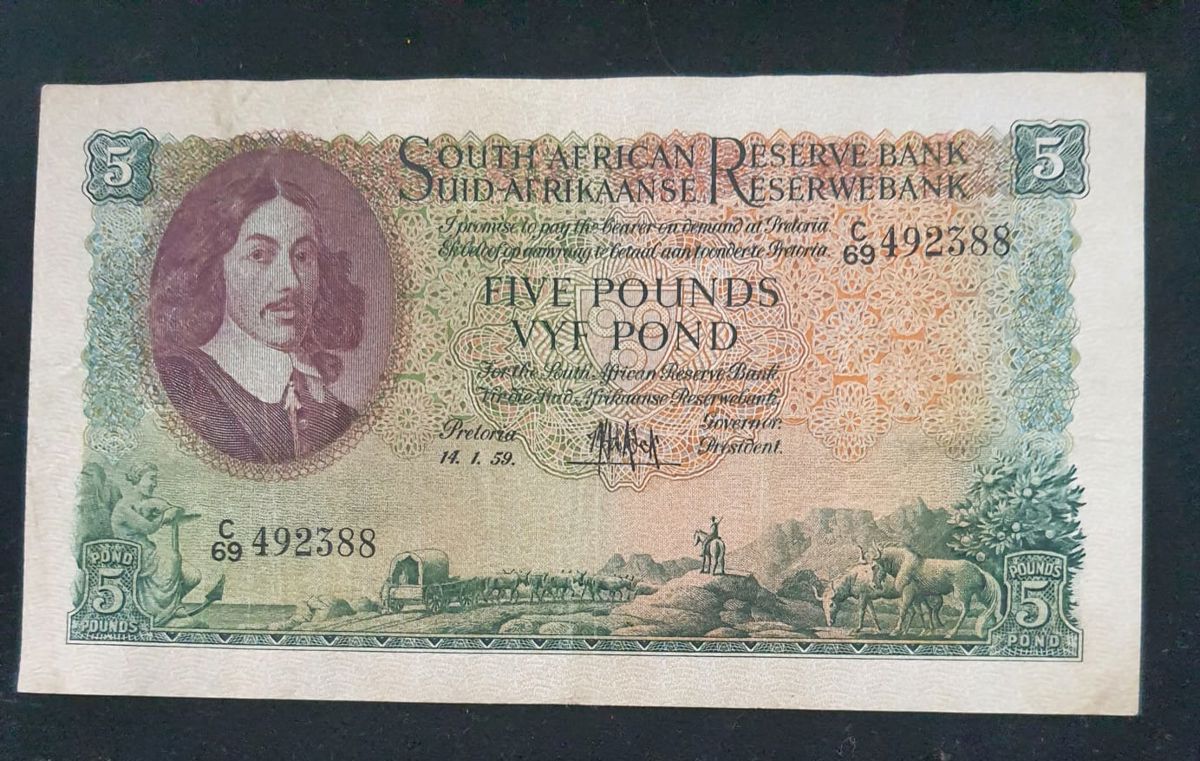 5 SOUTH AFRICAN RESERVE BANK 5
SUID-AFRIKAANSE RESERWEBANK
I promise to pay the bearer on demand at Pretoria.
Ek beloof op aanvraag te betaal aan toonder te Pretoria.
C/69 492388
FIVE POUNDS
VYF POND
For the South African Reserve Bank
Vir die Suid-Afrikaanse Reserwebank
Pretoria
14. 1. 59.
Governor.
President.
C/69 492388
POND
5
POUNDS
POUNDS
5
POND